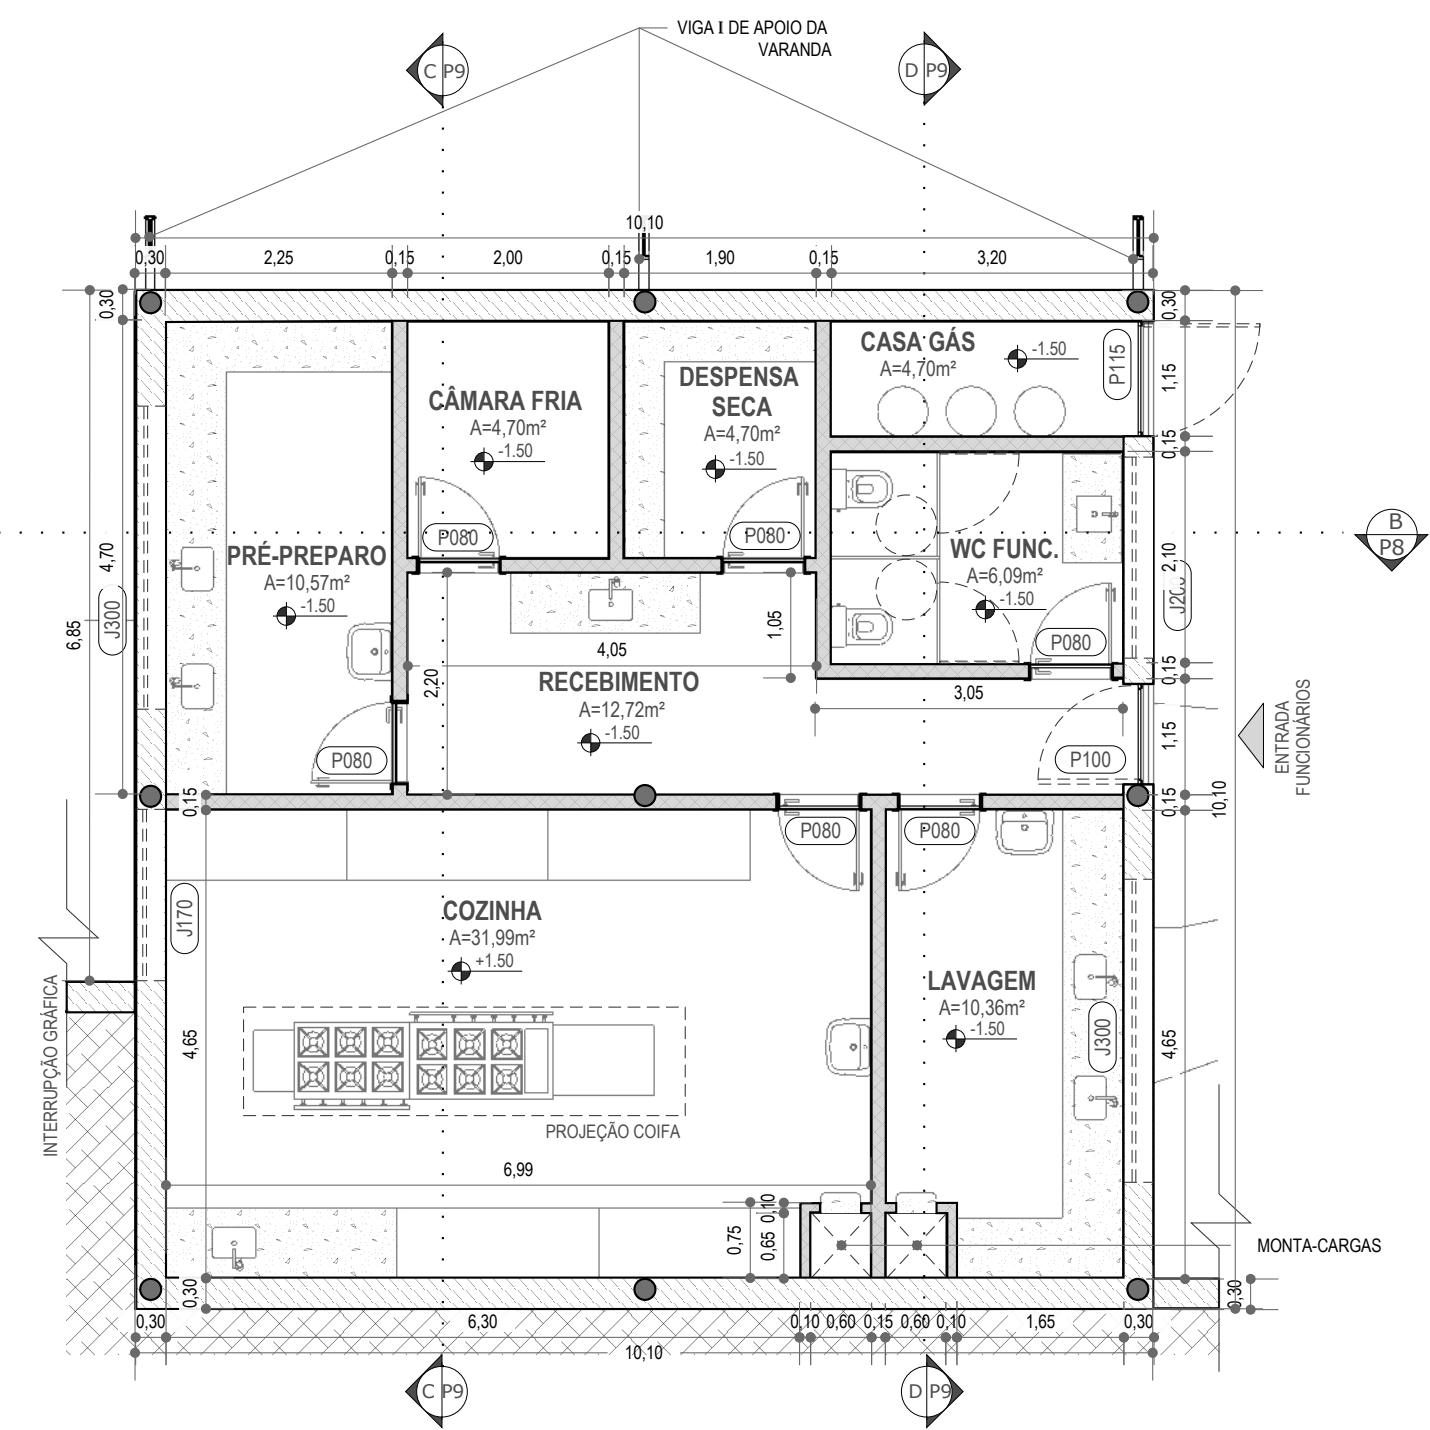 VIGA I DE APOIO DA
VARANDA
C P9
D P9
10,10
0,30 2,25 0,15 2,00 0,15 1,90 0,15 3,20
0,30
0,30
CASA GÁS
A=4,70m²
-1.50
P115
1,15
DESPENSA
SECA
A=4,70m²
-1.50
CÂMARA FRIA
A=4,70m²
-1.50
0,15
P080
P080
B
P8
PRÉ-PREPARO
A=10,57m²
-1.50
WC FUNC.
A=6,09m²
-1.50
2,10
4,70
J300
6,85
1,05
P080
4,05
2,20
RECEBIMENTO
A=12,72m²
-1.50
0,15
3,05
P080
P100
1,15
ENTRADA
FUNCIONÁRIOS
0,15
0,15
10,10
P080
P080
J170
COZINHA
A=31,99m²
+1.50
LAVAGEM
A=10,36m²
-1.50
J300
INTERRUPÇÃO GRÁFICA
4,65
4,65
PROJEÇÃO COIFA
6,99
0,10
0,75
0,65
MONTA-CARGAS
0,30
0,30
0,30 6,30 0,10 0,60 0,15 0,60 0,10 1,65 0,30
10,10
C P9
D P9